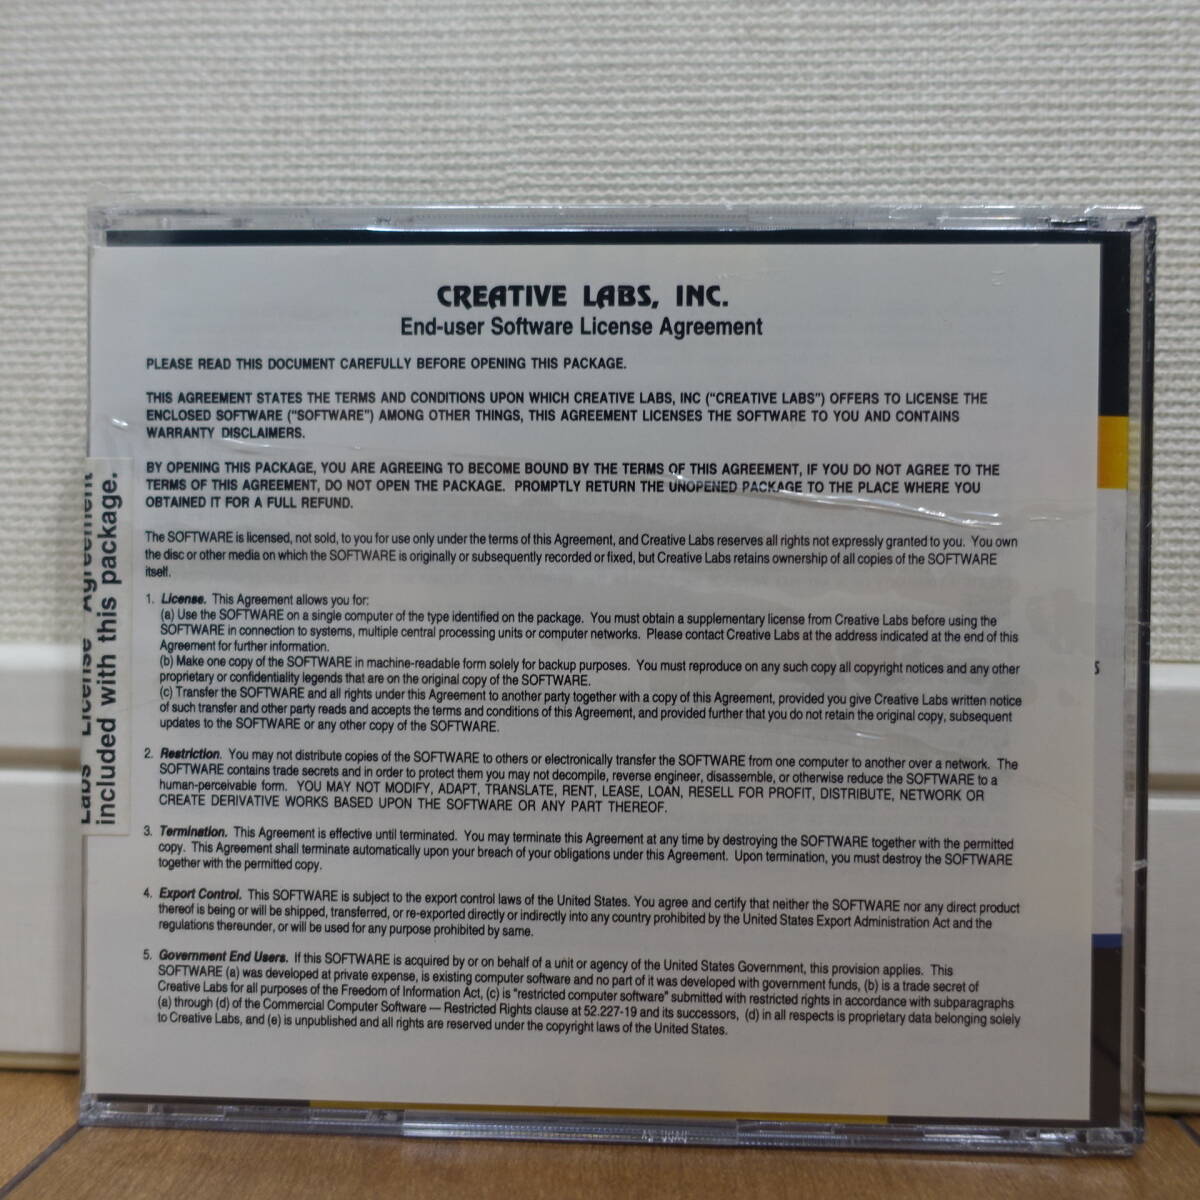 CREATIVE LABS, INC.
End-user Software License Agreement
PLEASE READ THIS DOCUMENT CAREFULLY BEFORE OPENING THIS PACKAGE.
THIS AGREEMENT STATES THE TERMS AND CONDITIONS UPON WHICH CREATIVE LABS, INC ("CREATIVE LABS") OFFERS TO LICENSE THE
ENCLOSED SOFTWARE ("SOFTWARE") AMONG OTHER THINGS, THIS AGREEMENT LICENSES THE SOFTWARE TO YOU AND CONTAINS
WARRANTY DISCLAIMERS.
BY OPENING THIS PACKAGE, YOU ARE AGREEING TO BECOME BOUND BY THE TERMS OF THIS AGREEMENT, IF YOU DO NOT AGREE TO THE
TERMS OF THIS AGREEMENT, DO NOT OPEN THE PACKAGE. PROMPTLY RETURN THE UNOPENED PACKAGE TO THE PLACE WHERE YOU
OBTAINED IT FOR A FULL REFUND.
The SOFTWARE is licensed, not sold, to you for use only under the terms of this Agreement, and Creative Labs reserves all rights not expressly granted to you. You own
the disc or other media on which the SOFTWARE is originally or subsequently recorded or fixed, but Creative Labs retains ownership of all copies of the SOFTWARE
itself.
1. License. This Agreement allows you for:
(a) Use the SOFTWARE on a single computer of the type identified on the package. You must obtain a supplementary license from Creative Labs before using the
SOFTWARE in connection to systems, multiple central processing units or computer networks. Please contact Creative Labs at the address indicated at the end of this
Agreement for further information.
(b) Make one copy of the SOFTWARE in machine-readable form solely for backup purposes. You must reproduce on any such copy all copyright notices and any other
proprietary or confidentiality legends that are on the original copy of the SOFTWARE.
(c) Transfer the SOFTWARE and all rights under this Agreement to another party together with a copy of this Agreement, provided you give Creative Labs written notice
of such transfer and other party reads and accepts the terms and conditions of this Agreement, and provided further that you do not retain the original copy, subsequent
updates to the SOFTWARE or any other copy of the SOFTWARE.
2. Restriction. You may not distribute copies of the SOFTWARE to others or electronically transfer the SOFTWARE from one computer to another over a network. The
SOFTWARE contains trade secrets and in order to protect them you may not decompile, reverse engineer, disassemble, or otherwise reduce the SOFTWARE to a
human-perceivable form. YOU MAY NOT MODIFY, ADAPT, TRANSLATE, RENT, LEASE, LOAN, RESELL FOR PROFIT, DISTRIBUTE, NETWORK OR
CREATE DERIVATIVE WORKS BASED UPON THE SOFTWARE OR ANY PART THEREOF.
3. Termination. This Agreement is effective until terminated. You may terminate this Agreement at any time by destroying the SOFTWARE together with the permitted
copy. This Agreement shall terminate automatically upon your breach of your obligations under this Agreement. Upon termination, you must destroy the SOFTWARE
together with the permitted copy.
4. Export Control. This SOFTWARE is subject to the export control laws of the United States. You agree and certify that neither the SOFTWARE nor any direct product
thereof is being or will be shipped, transferred, or re-exported directly or indirectly into any country prohibited by the United States Export Administration Act and the
regulations thereunder, or will be used for any purpose prohibited by same.
5. Government End Users. If this SOFTWARE is acquired by or on behalf of a unit or agency of the United States Government, this provision applies. This
SOFTWARE (a) was developed at private expense, is existing computer software and no part of it was developed with government funds, (b) is a trade secret of
Creative Labs for all purposes of the Freedom of Information Act, (c) is "restricted computer software" submitted with restricted rights in accordance with subparagraphs
(a) through (d) of the Commercial Computer Software — Restricted Rights clause at 52.227-19 and its successors, (d) in all respects is proprietary data belonging solely
to Creative Labs, and (e) is unpublished and all rights are reserved under the copyright laws of the United States.
Labs License Agreement
included with this package.